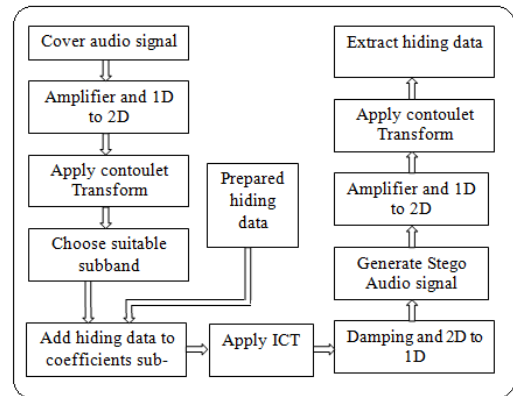 Cover audio signal
Amplifier and 1D
to 2D
Apply contoulet
Transform
Choose suitable
subband
Prepared
hiding
data
Add hiding data to
coefficients sub-
Apply ICT
Damping and 2D to
1D
Generate Stego
Audio signal
Amplifier and 1D
to 2D
Apply contoulet
Transform
Extract hiding data